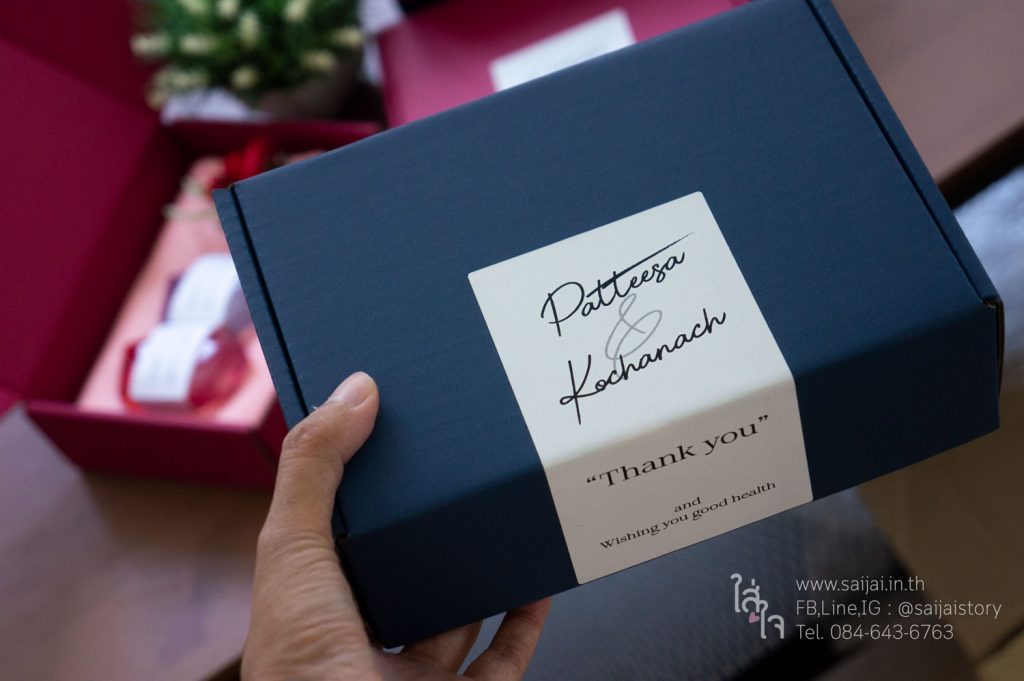 Patteesa
&
Kochanach
“Thank you”
and
Wishing you good health
ใส่ใจ
www.saijai.in.th
FB,Line,IG : @saijaistory
Tel. 084-643-6763